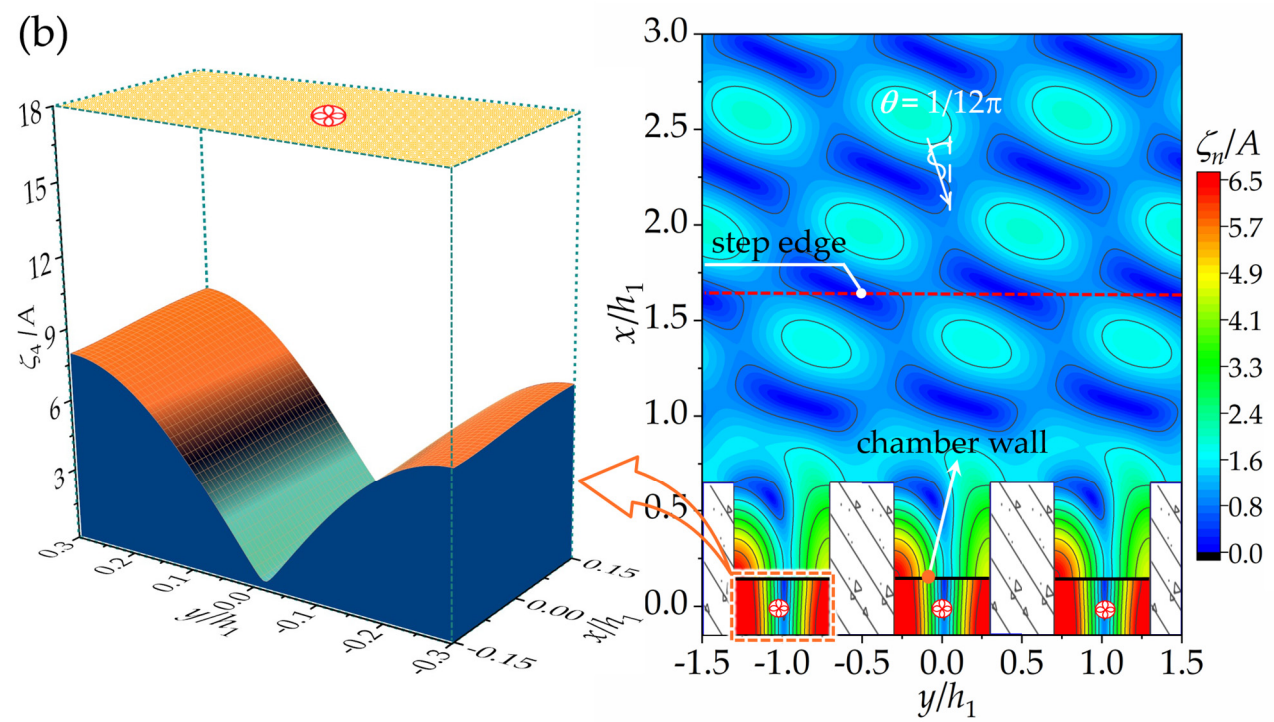 (b)
18
15
12
9
6
3
ζ₄/A
0.3
0.2
0.1
0.0
-0.1
-0.2
-0.3
y/h₁
-0.15
0.00
0.15
x/h₁
3.0
2.5
2.0
1.5
1.0
0.5
0.0
x/h₁
θ = 1/12π
step edge
chamber wall
-1.5 -1.0 -0.5 0.0 0.5 1.0 1.5
y/h₁
ζₙ/A
6.5
5.7
4.9
4.1
3.3
2.4
1.6
0.8
0.0